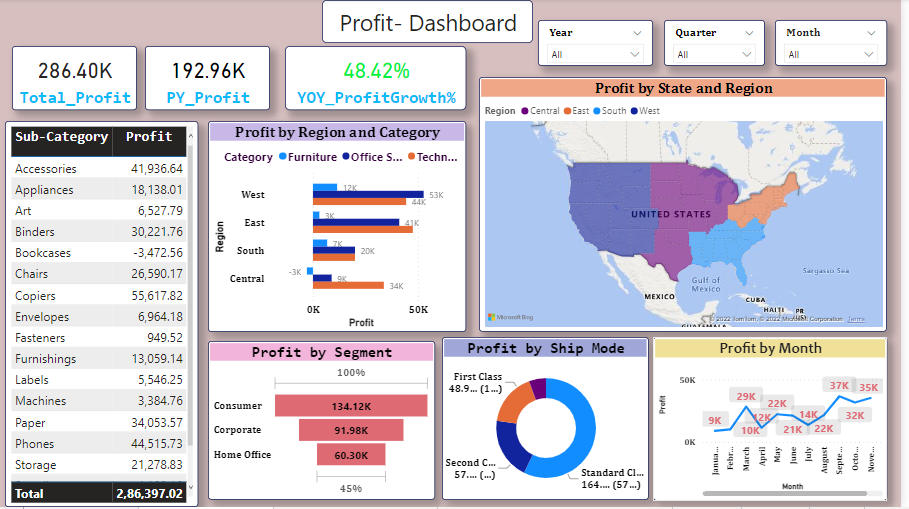 Profit- Dashboard
Year
All
Quarter
All
Month
All
286.40K
Total_Profit
192.96K
PY_Profit
48.42%
YOY_ProfitGrowth%
Sub-Category Profit
Accessories 41,936.64
Appliances 18,138.01
Art 6,527.79
Binders 30,221.76
Bookcases -3,472.56
Chairs 26,590.17
Copiers 55,617.82
Envelopes 6,964.18
Fasteners 949.52
Furnishings 13,059.14
Labels 5,546.25
Machines 3,384.76
Paper 34,053.57
Phones 44,515.73
Storage 21,278.83
Total 2,86,397.02
Profit by Region and Category
Category Furniture Office S... Techn...
Region
West 12K 53K 44K
East 3K 41K
South 7K 20K
Central -3K 9K 34K
0K 50K
Profit
Profit by State and Region
Region Central East South West
UNITED STATES
Gulf of
Mexico
Sargasso Sea
MEXICO
CUBA
HAITI
PR
GUATEMALA
Microsoft Bing
© 2022 TomTom, © 2022 Microsoft Corporation Terms
Profit by Segment
100%
Consumer 134.12K
Corporate 91.98K
Home Office 60.30K
45%
Profit by Ship Mode
First Class
48.9... (1...)
Second C...
57.... (...)
Standard Cl...
164.... (57...)
Profit by Month
Profit
50K
0K
9K 29K 10K 12K 22K 21K 14K 22K 37K 32K 35K
Janua... Febr... March April May June July August Septe... Octo... Nove...
Month